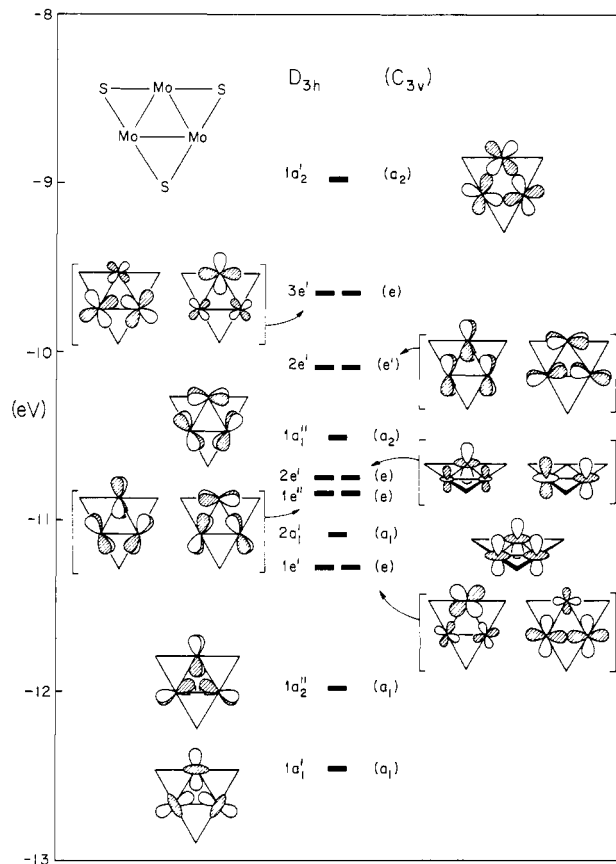 -8
S Mo S
Mo Mo
S
D3h (C3v)
1a2' (a2)
-9
3e' (e)
-10
2e' (e')
(eV)
1a1'' (a2)
2e' (e)
1e'' (e)
-11
2a1' (a1)
1e' (e)
-12
1a2'' (a1)
1a1' (a1)
-13